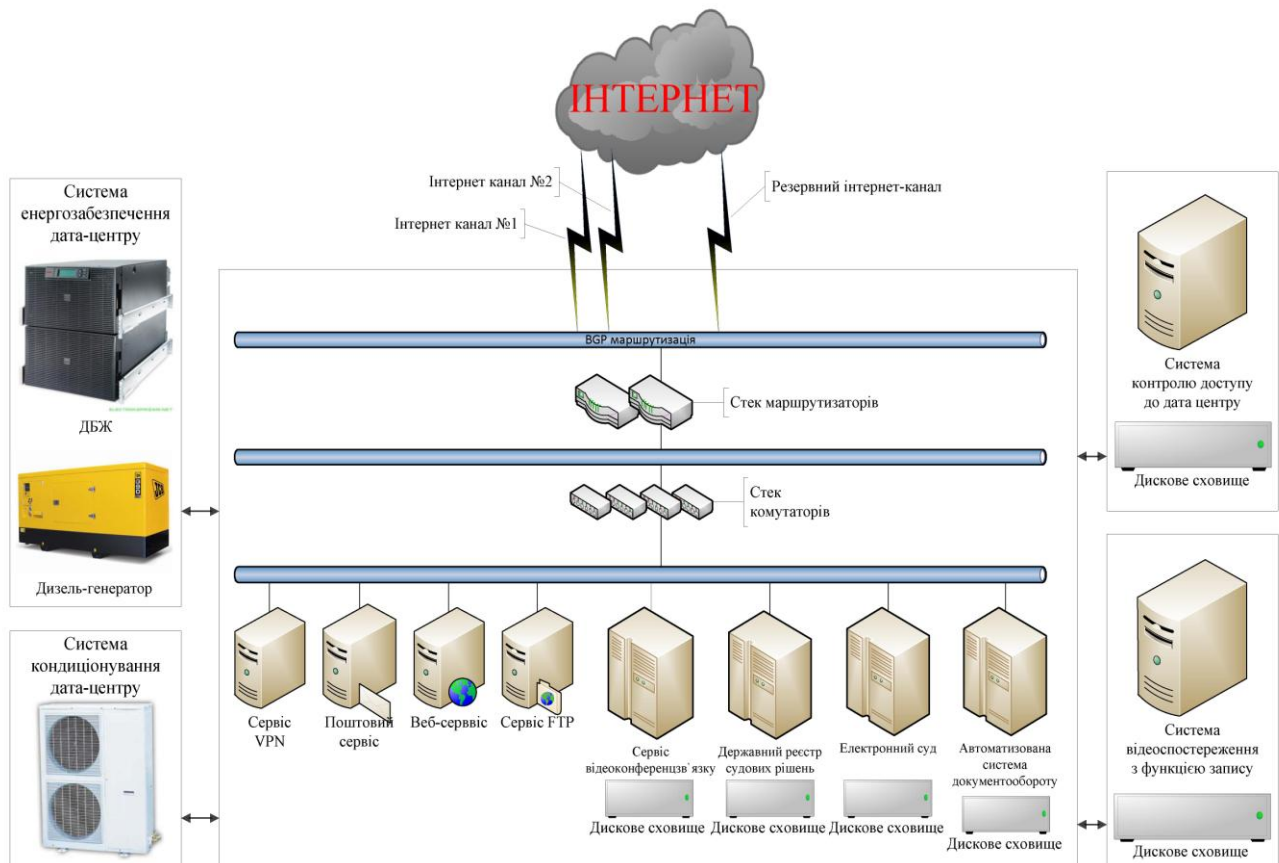 ІНТЕРНЕТ
Інтернет канал №2
Інтернет канал №1
Резервний інтернет-канал
Система
енергозабезпечення
дата-центру
ДБЖ
Дизель-генератор
Система
кондиціонування
дата-центру
BGP маршрутизація
Стек маршрутизаторів
Стек
комутаторів
Сервіс
VPN
Поштовий
сервіс
Веб-серввіс
Сервіс FTP
Сервіс
відеоконференцзв`язку
Дискове сховище
Державний реєстр
судових рішень
Дискове сховище
Електронний суд
Дискове сховище
Автоматизована
система
документообороту
Дискове сховище
Система
контролю доступу
до дата центру
Дискове сховище
Система
відеоспостереження
з функцією запису
Дискове сховище